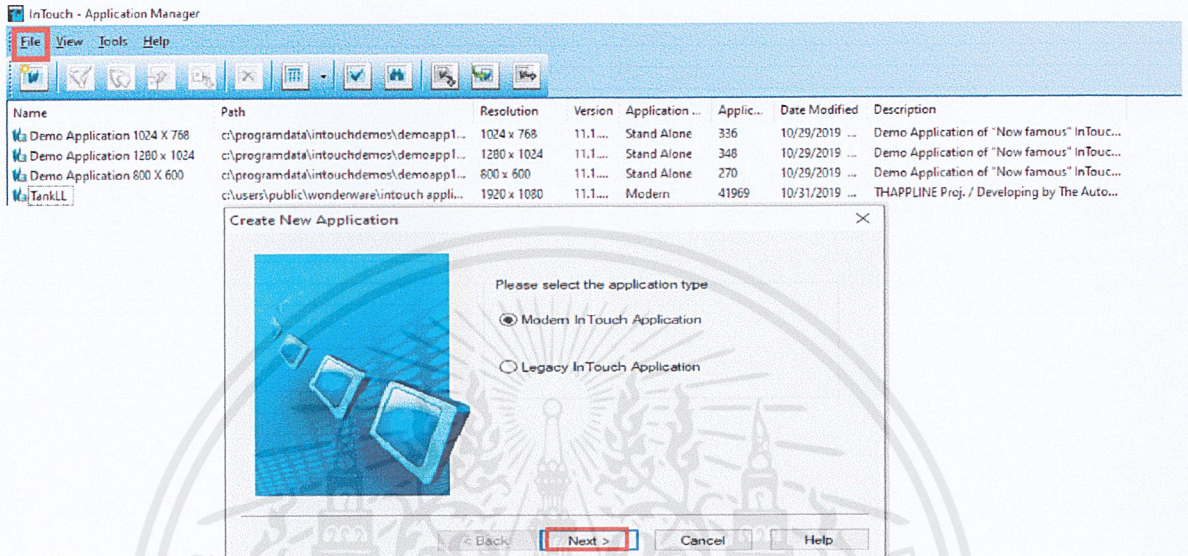 InTouch - Application Manager
File View Tools Help
Name Path Resolution Version Application ... Applic... Date Modified Description
Demo Application 1024 X 768 c:\programdata\intouchdemos\demoapp1... 1024 x 768 11.1.... Stand Alone 336 10/29/2019 ... Demo Application of "Now famous" InTouc...
Demo Application 1280 x 1024 c:\programdata\intouchdemos\demoapp1... 1280 x 1024 11.1.... Stand Alone 348 10/29/2019 ... Demo Application of "Now famous" InTouc...
Demo Application 800 X 600 c:\programdata\intouchdemos\demoapp1... 800 x 600 11.1.... Stand Alone 270 10/29/2019 ... Demo Application of "Now famous" InTouc...
TankLL c:\users\public\wonderware\intouch appli... 1920 x 1080 11.1.... Modern 41969 10/31/2019 ... THAPPLINE Proj. / Developing by The Auto...
Create New Application
Please select the application type
Modern InTouch Application
Legacy InTouch Application
< Back Next > Cancel Help